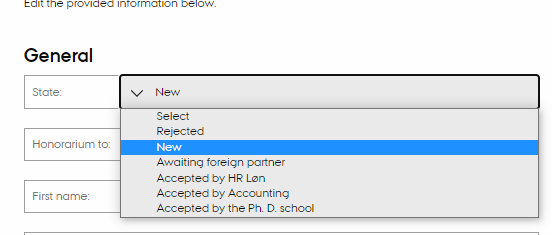 Edit the provided information below.
General
State:
New
Select
Rejected
New
Honorarium to:
Awaiting foreign partner
Accepted by HR Løn
First name:
Accepted by Accounting
Accepted by the Ph. D. school